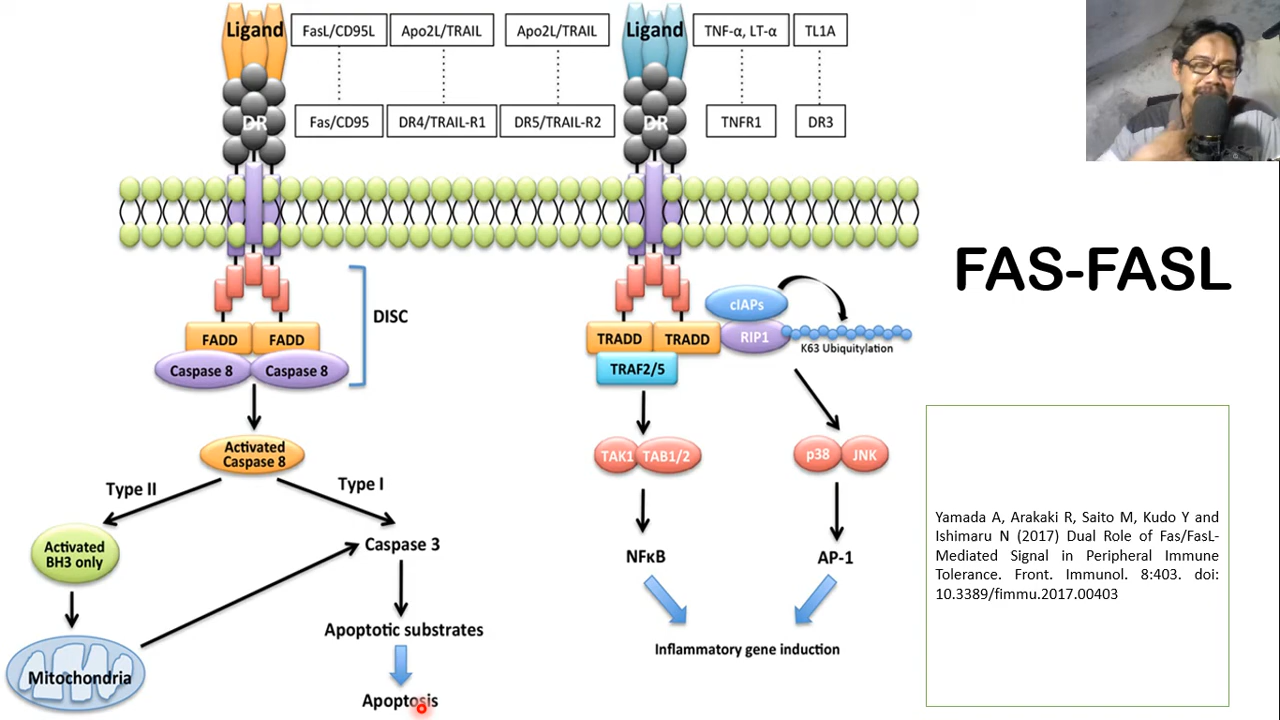 Ligand
FasL/CD95L
Apo2L/TRAIL
Apo2L/TRAIL
Ligand
TNF-α, LT-α
TL1A
DR
Fas/CD95
DR4/TRAIL-R1
DR5/TRAIL-R2
DR
TNFR1
DR3
FAS-FASL
DISC
FADD
FADD
Caspase 8
Caspase 8
cIAPs
TRADD
TRADD
RIP1
K63 Ubiquitylation
TRAF2/5
Activated
Caspase 8
TAK1
TAB1/2
p38
JNK
Type II
Type I
Activated
BH3 only
Caspase 3
NFκB
AP-1
Apoptotic substrates
Inflammatory gene induction
Mitochondria
Apoptosis
Yamada A, Arakaki R, Saito M, Kudo Y and
Ishimaru N (2017) Dual Role of Fas/FasL-
Mediated Signal in Peripheral Immune
Tolerance. Front. Immunol. 8:403. doi:
10.3389/fimmu.2017.00403